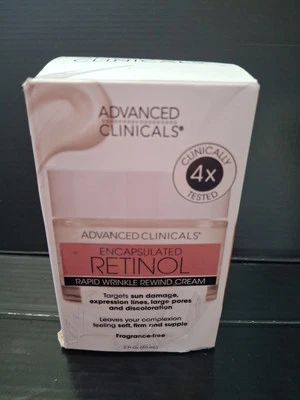 ADVANCED
CLINICALS®
CLINICALLY
4x
TESTED
ADVANCED CLINICALS®
ENCAPSULATED
RETINOL
RAPID WRINKLE REWIND CREAM
Targets sun damage,
expression lines, large pores
and discoloration
Leaves your complexion
feeling soft, firm and supple
Fragrance-free